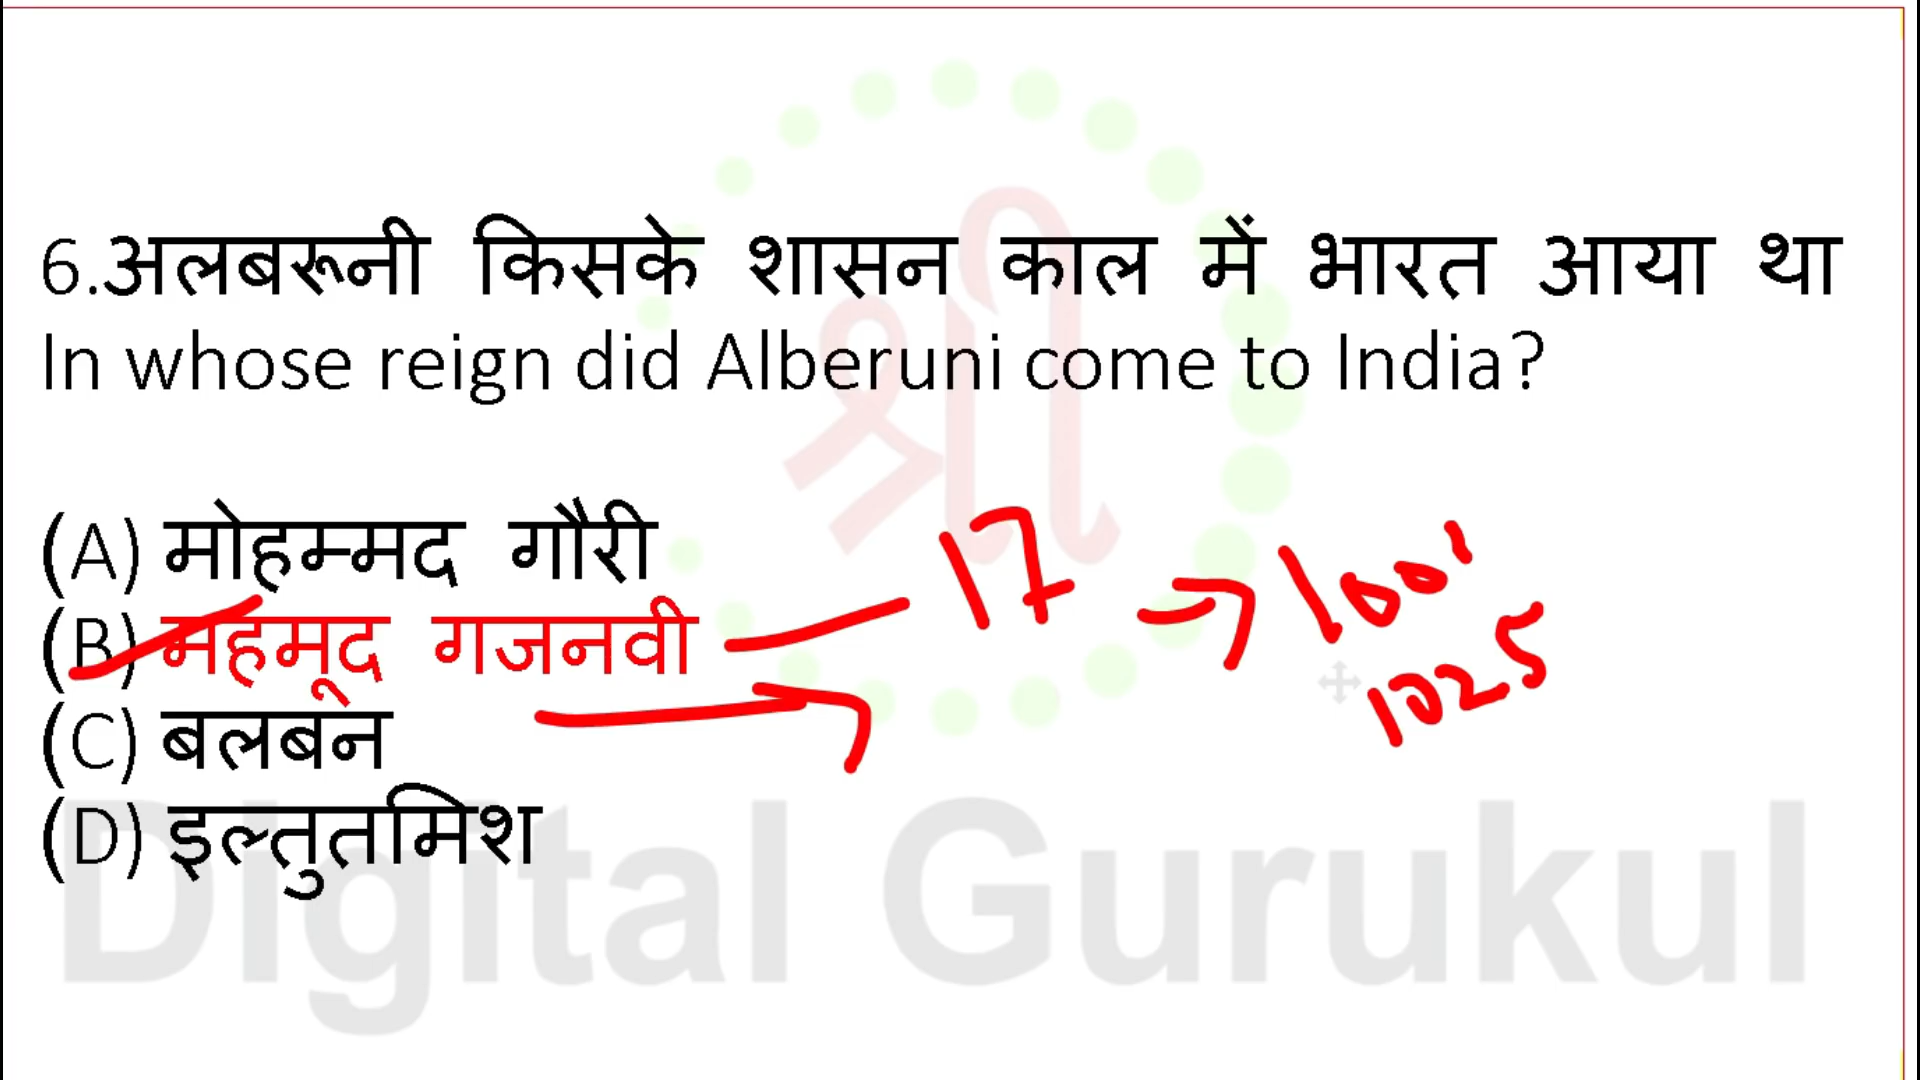 6.अलबरूनी किसके शासन काल में भारत आया था
In whose reign did Alberuni come to India?
(A) मोहम्मद गौरी
(B) महमूद गजनवी
17
1001
1025
(C) बलबन
(D) इल्तुतमिश
श्री
Digital Gurukul